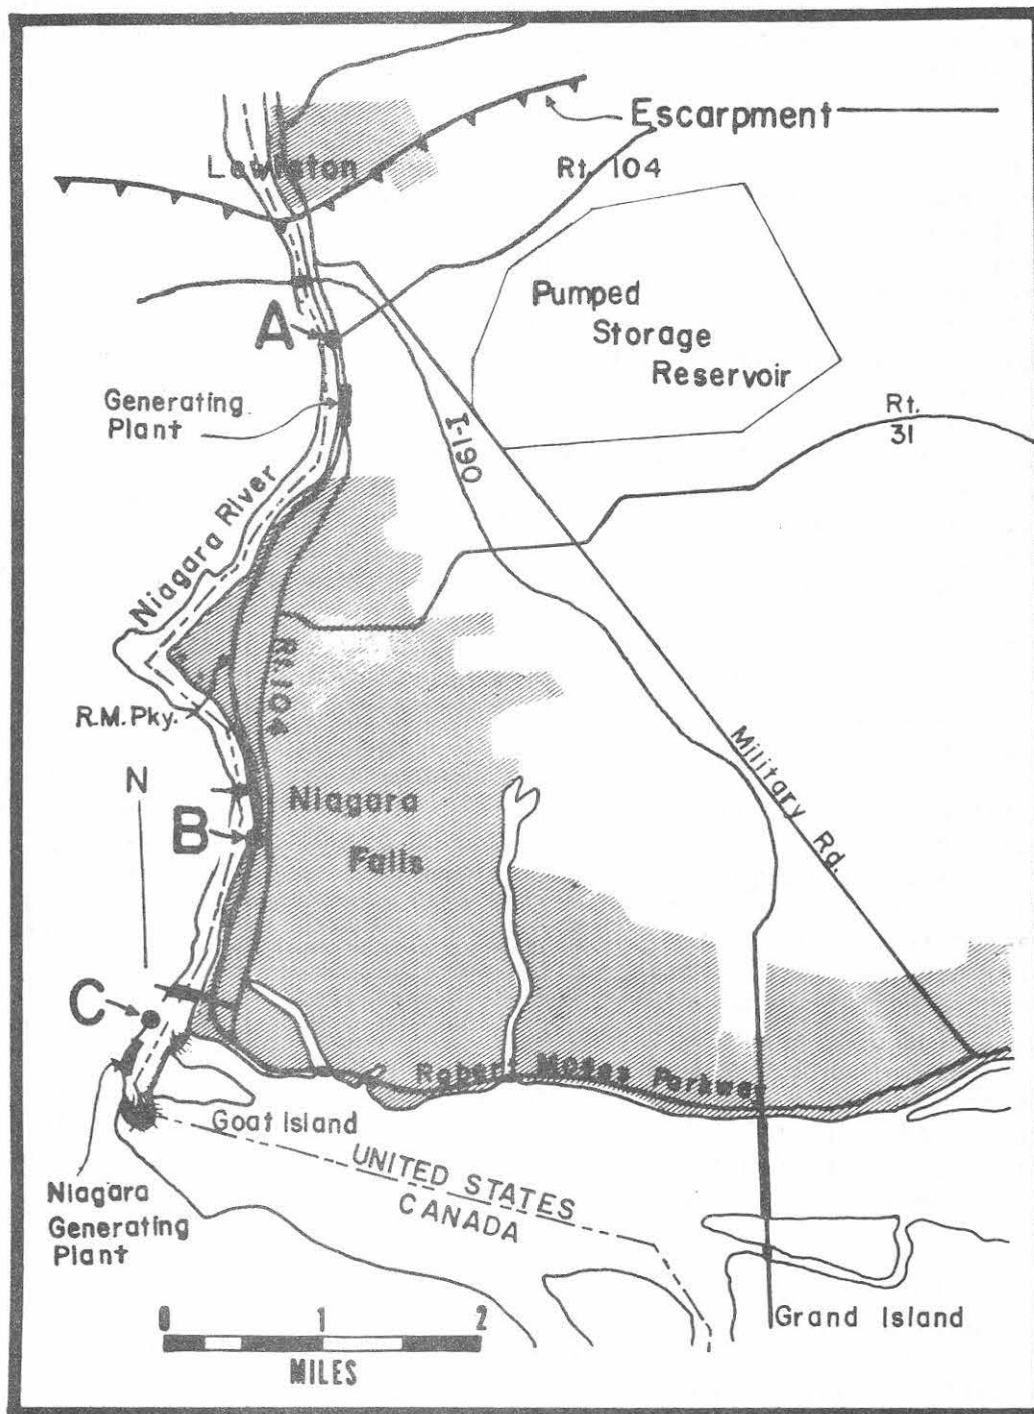 Escarpment
Lewiston
Rt. 104
Pumped
Storage
Reservoir
A
Generating
Plant
I-190
Rt.
31
Niagara River
Rt. 104
R.M. Pky.
N
Niagara
Falls
B
Military Rd.
C
Robert Moses Parkway
Goat Island
UNITED STATES
CANADA
Niagara
Generating
Plant
0 1 2
MILES
Grand Island